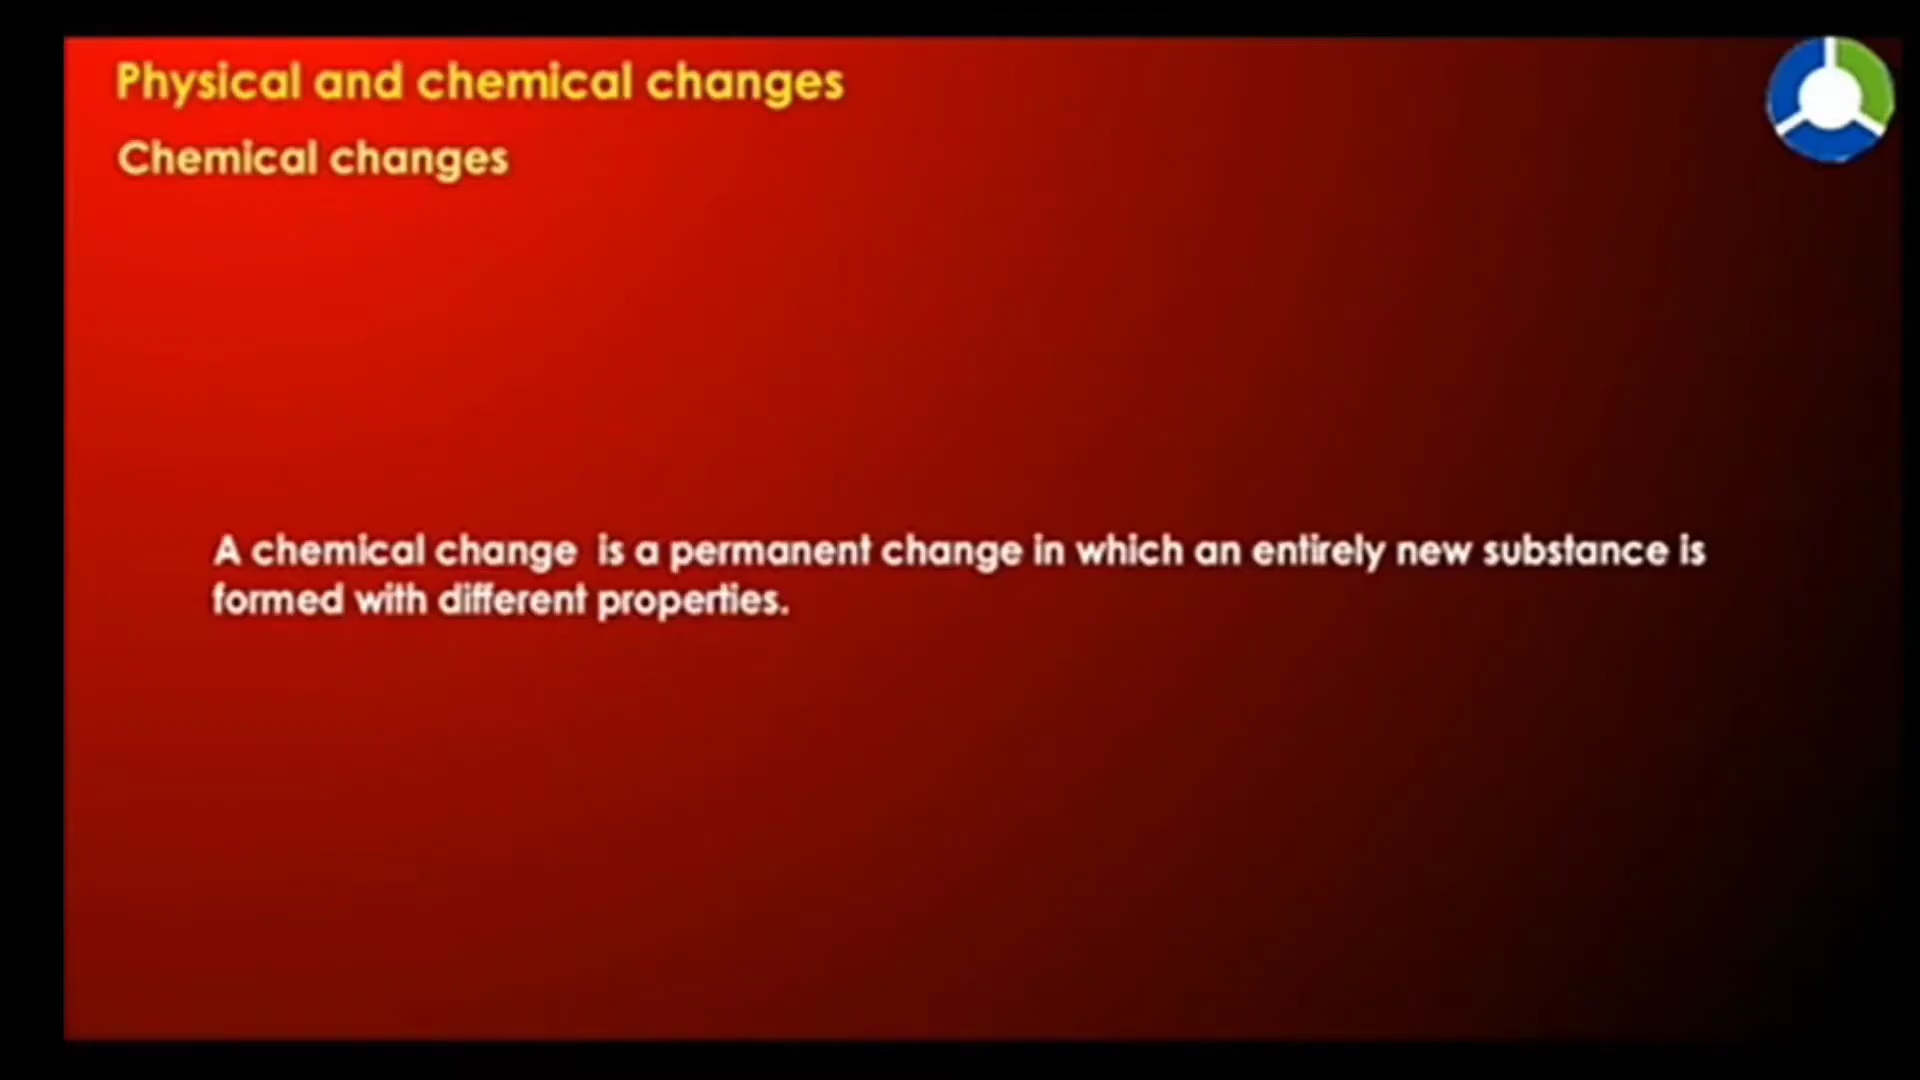 Physical and chemical changes
Chemical changes
A chemical change is a permanent change in which an entirely new substance is
formed with different properties.